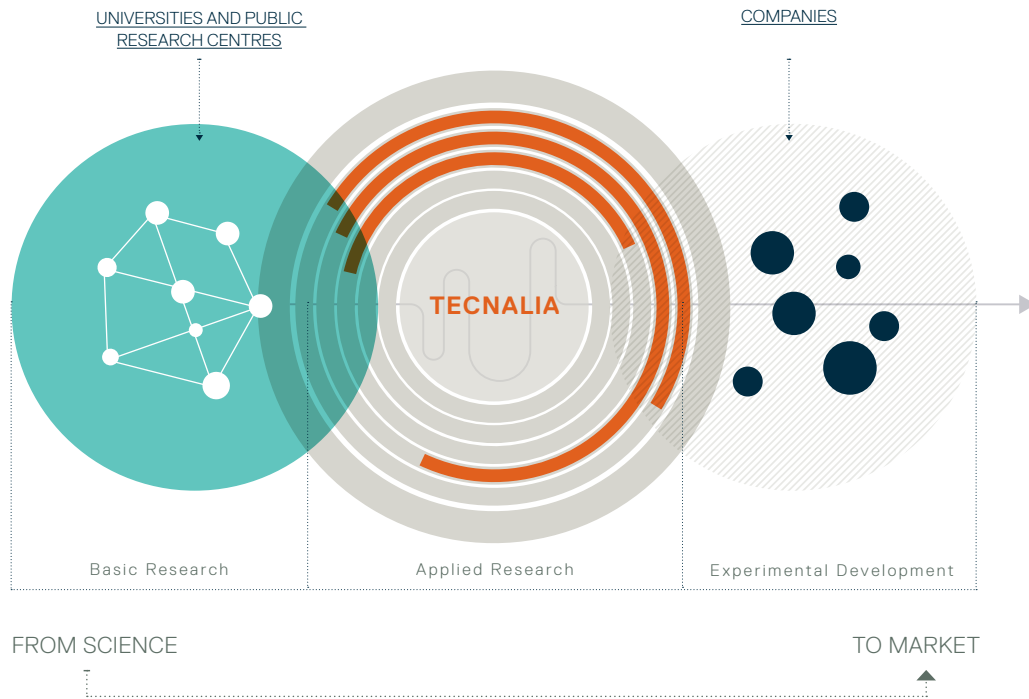 UNIVERSITIES AND PUBLIC
RESEARCH CENTRES
COMPANIES
TECNALIA
Basic Research
Applied Research
Experimental Development
FROM SCIENCE
TO MARKET